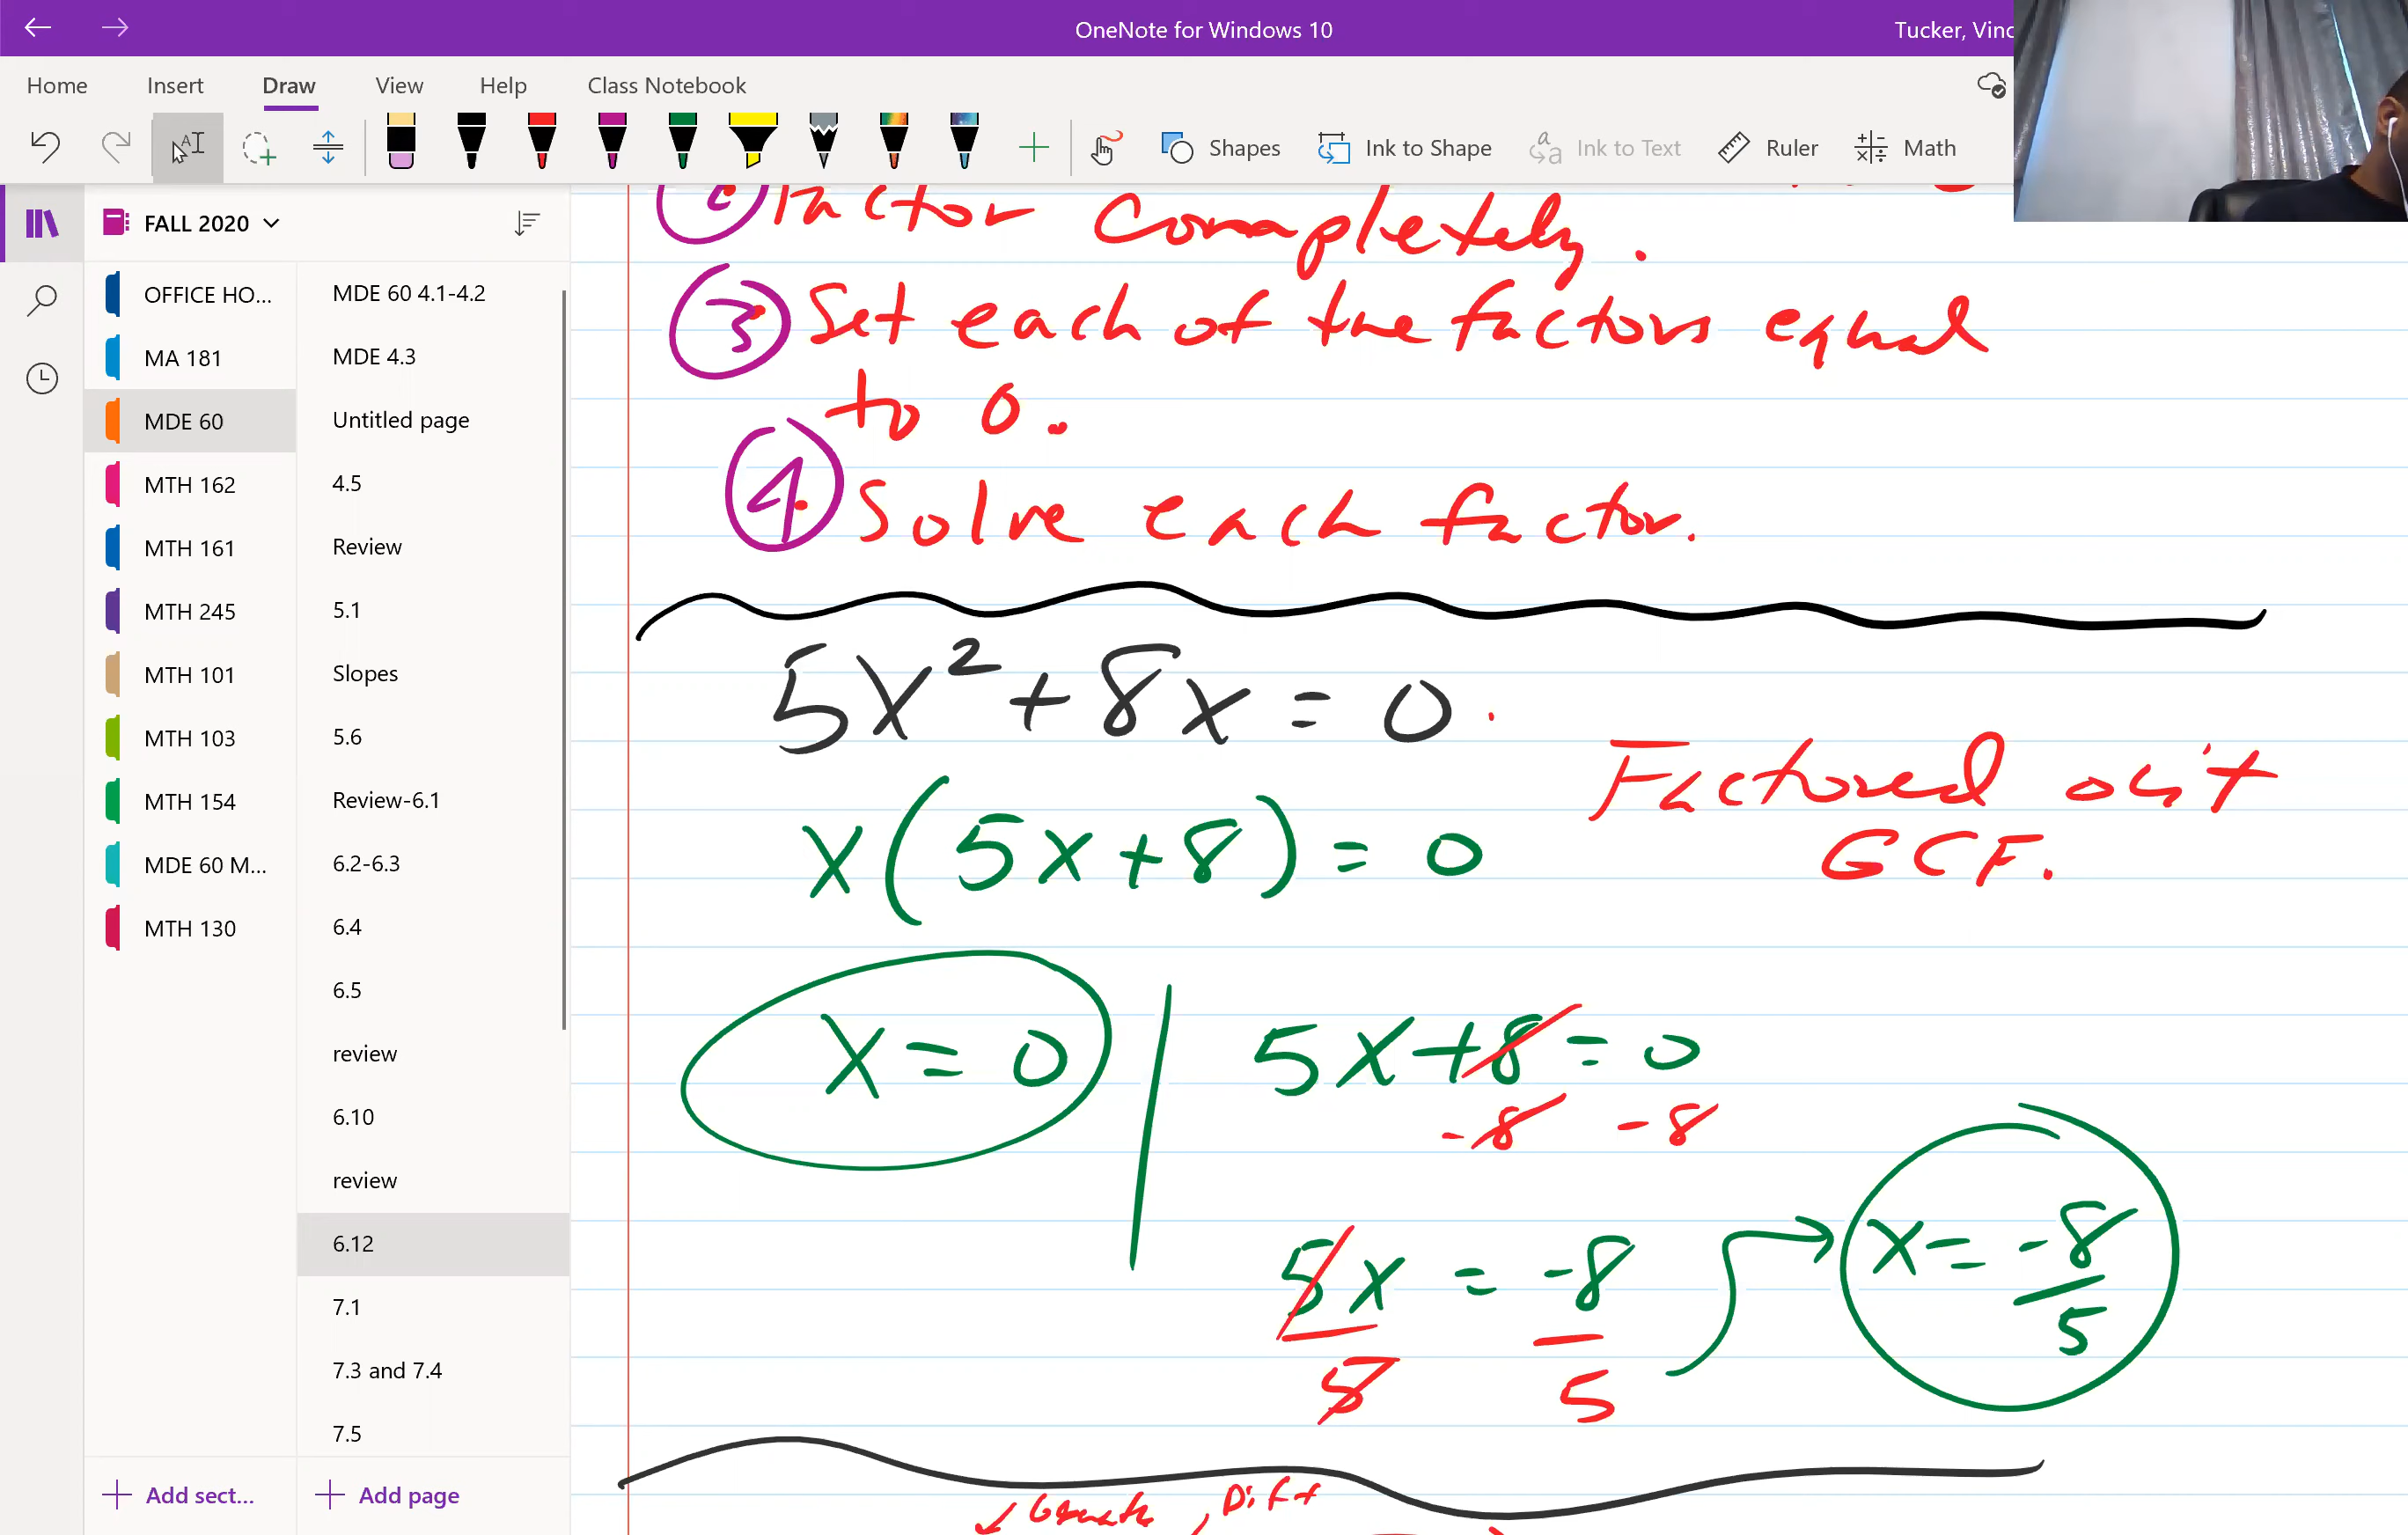 OneNote for Windows 10
Tucker, Vinc
Home Insert Draw View Help Class Notebook
Shapes Ink to Shape Ink to Text Ruler Math
FALL 2020
OFFICE HO...
MA 181
MDE 60
MTH 162
MTH 161
MTH 245
MTH 101
MTH 103
MTH 154
MDE 60 M...
MTH 130
Add sect...
MDE 60 4.1-4.2
MDE 4.3
Untitled page
4.5
Review
5.1
Slopes
5.6
Review-6.1
6.2-6.3
6.4
6.5
review
6.10
review
6.12
7.1
7.3 and 7.4
7.5
Add page
Factor Completely.
3. Set each of the factors equal
to 0.
4. Solve each factor.
5x² + 8x = 0
x(5x+8) = 0
Factored out
GCF.
x = 0
5x+8 = 0
-8 -8
5x = -8
5 5
x = -8
5
Diff